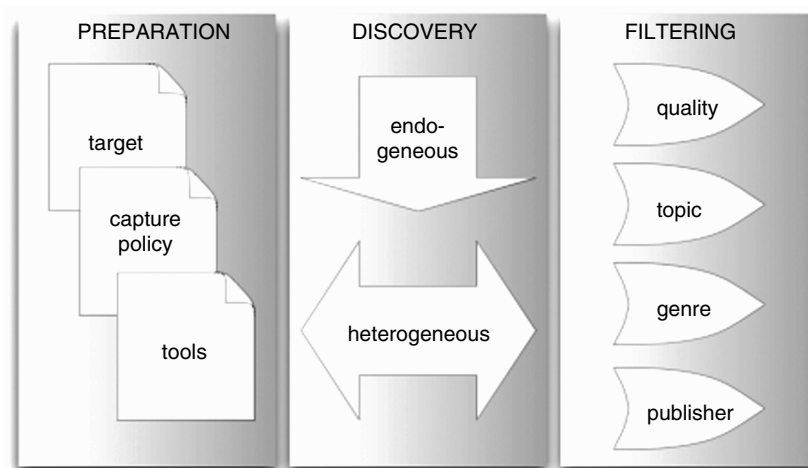 PREPARATION
target
capture
policy
tools
DISCOVERY
endo-
geneous
heterogeneous
FILTERING
quality
topic
genre
publisher